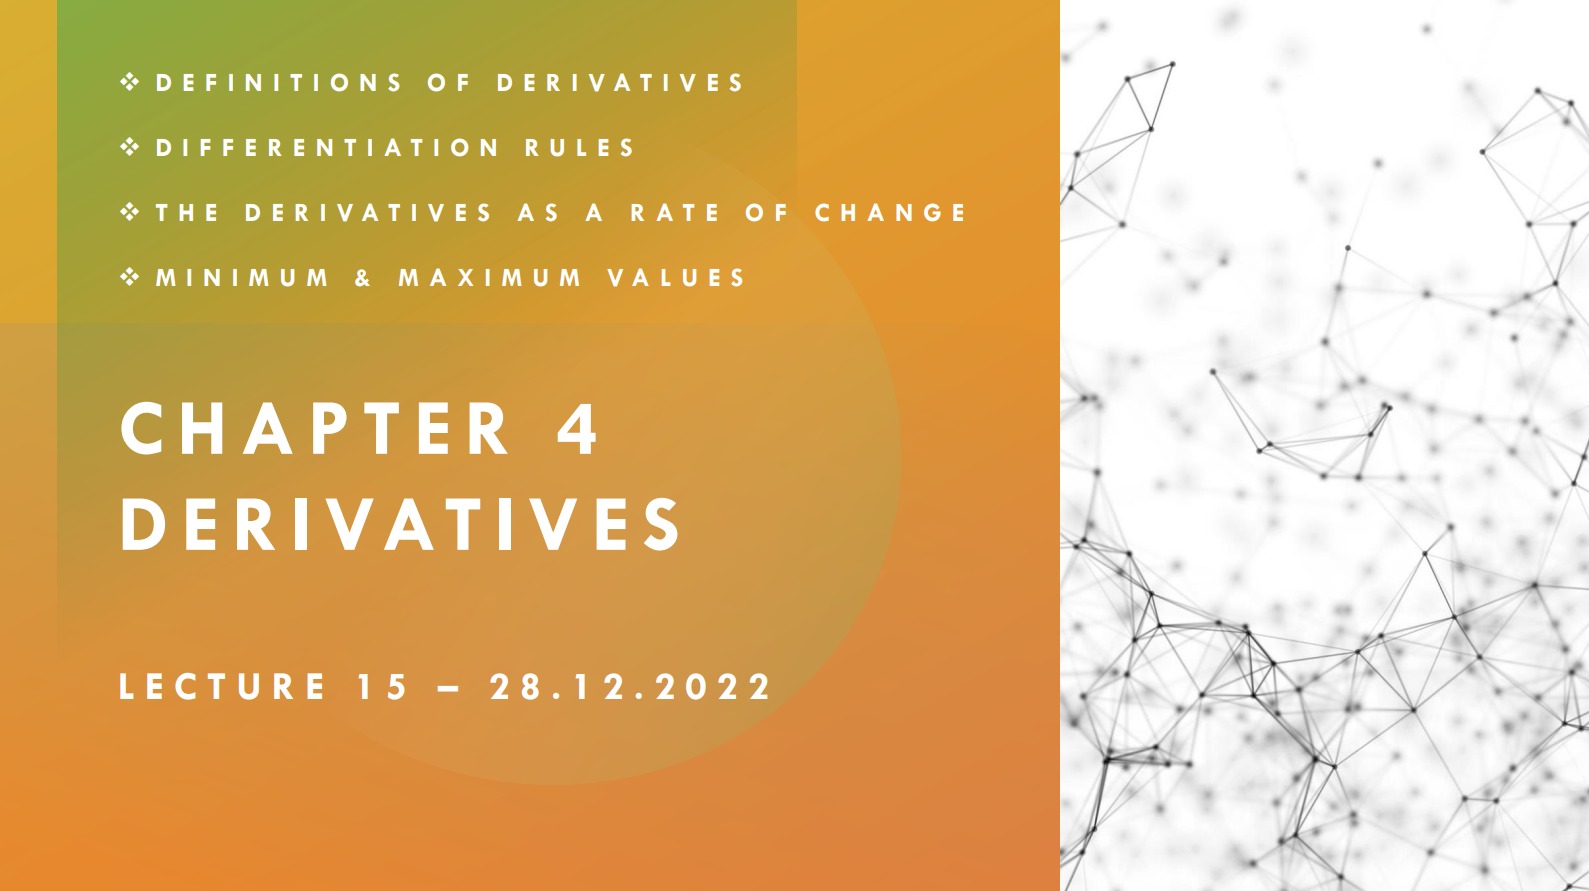 ❖ DEFINITIONS OF DERIVATIVES
❖ DIFFERENTIATION RULES
❖ THE DERIVATIVES AS A RATE OF CHANGE
❖ MINIMUM & MAXIMUM VALUES
CHAPTER 4
DERIVATIVES
LECTURE 15 – 28.12.2022